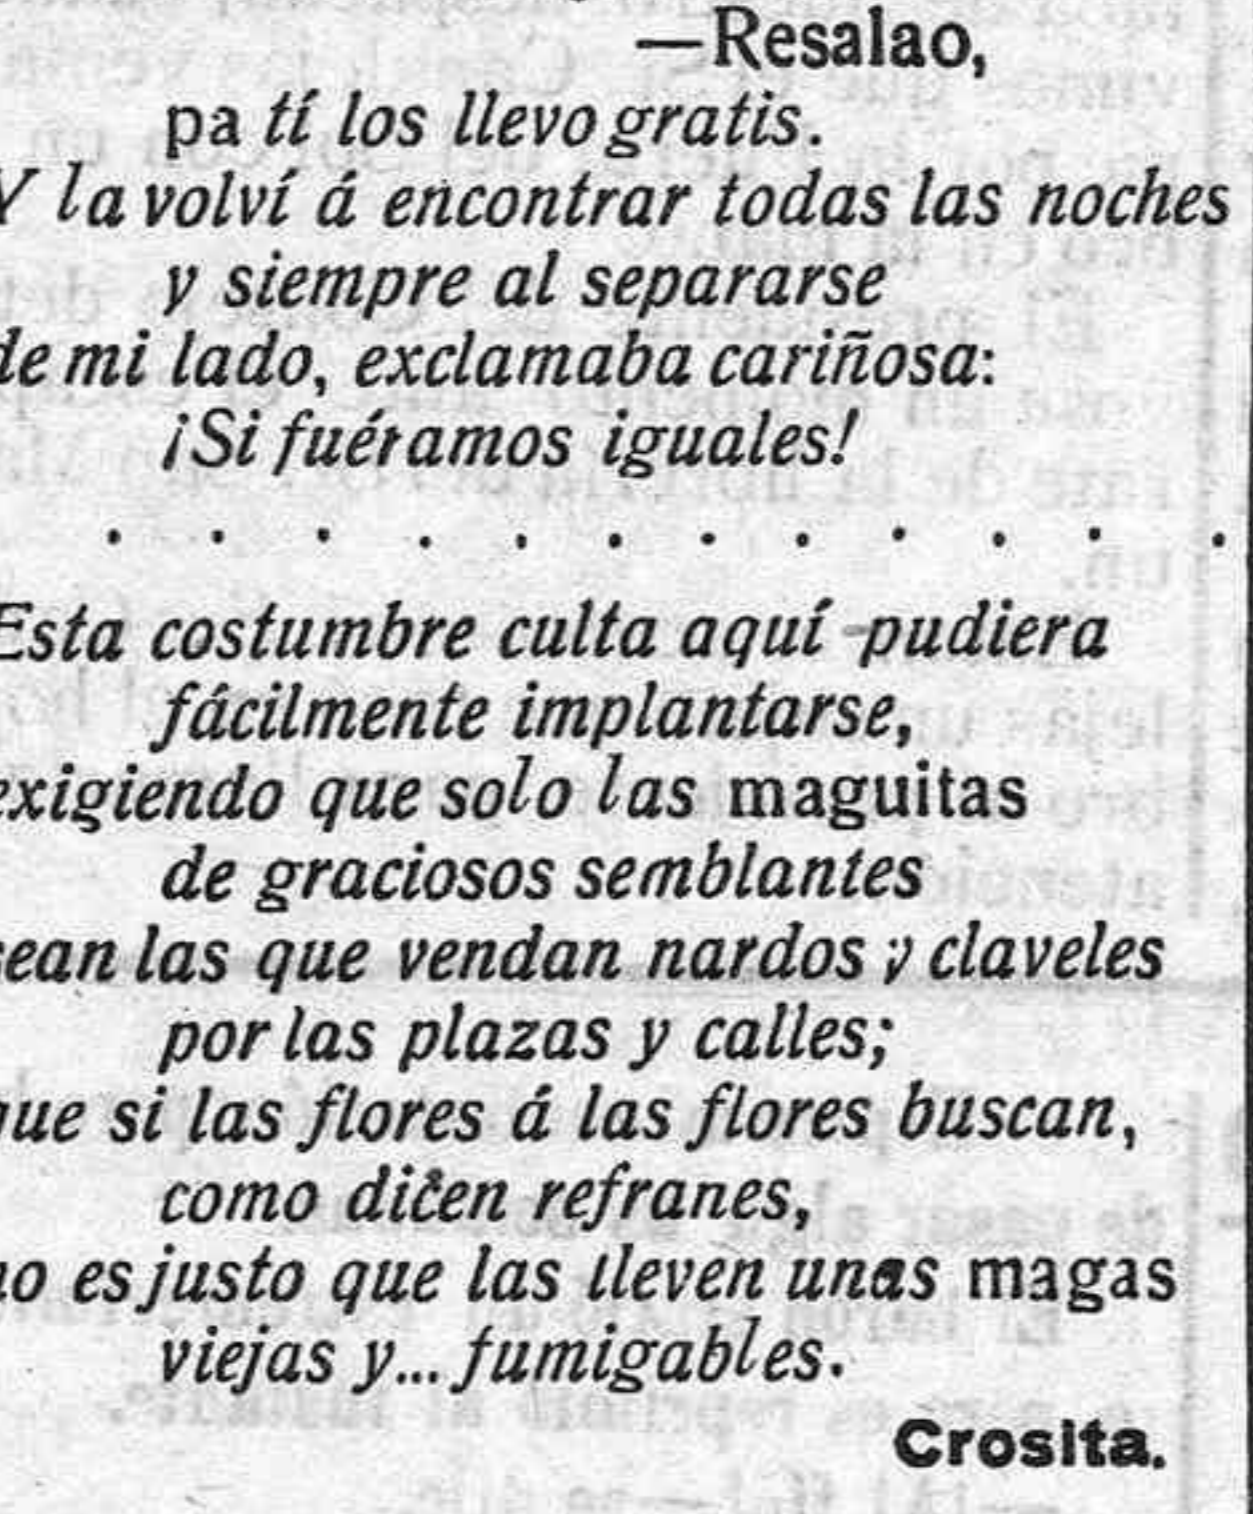 —Resalao,
pa tí los llevo gratis.
Y la volví á encontrar todas las noches
y siempre al separarse
de mi lado, exclamaba cariñosa:
¡Si fuéramos iguales!
. . . . . . . . . . . .
Esta costumbre culta aquí pudiera
fácilmente implantarse,
exigiendo que solo las maguitas
de graciosos semblantes
sean las que vendan nardos y claveles
por las plazas y calles;
que si las flores á las flores buscan,
como dicen refranes,
no es justo que las lleven unas magas
viejas y... fumigables.
Crosita.